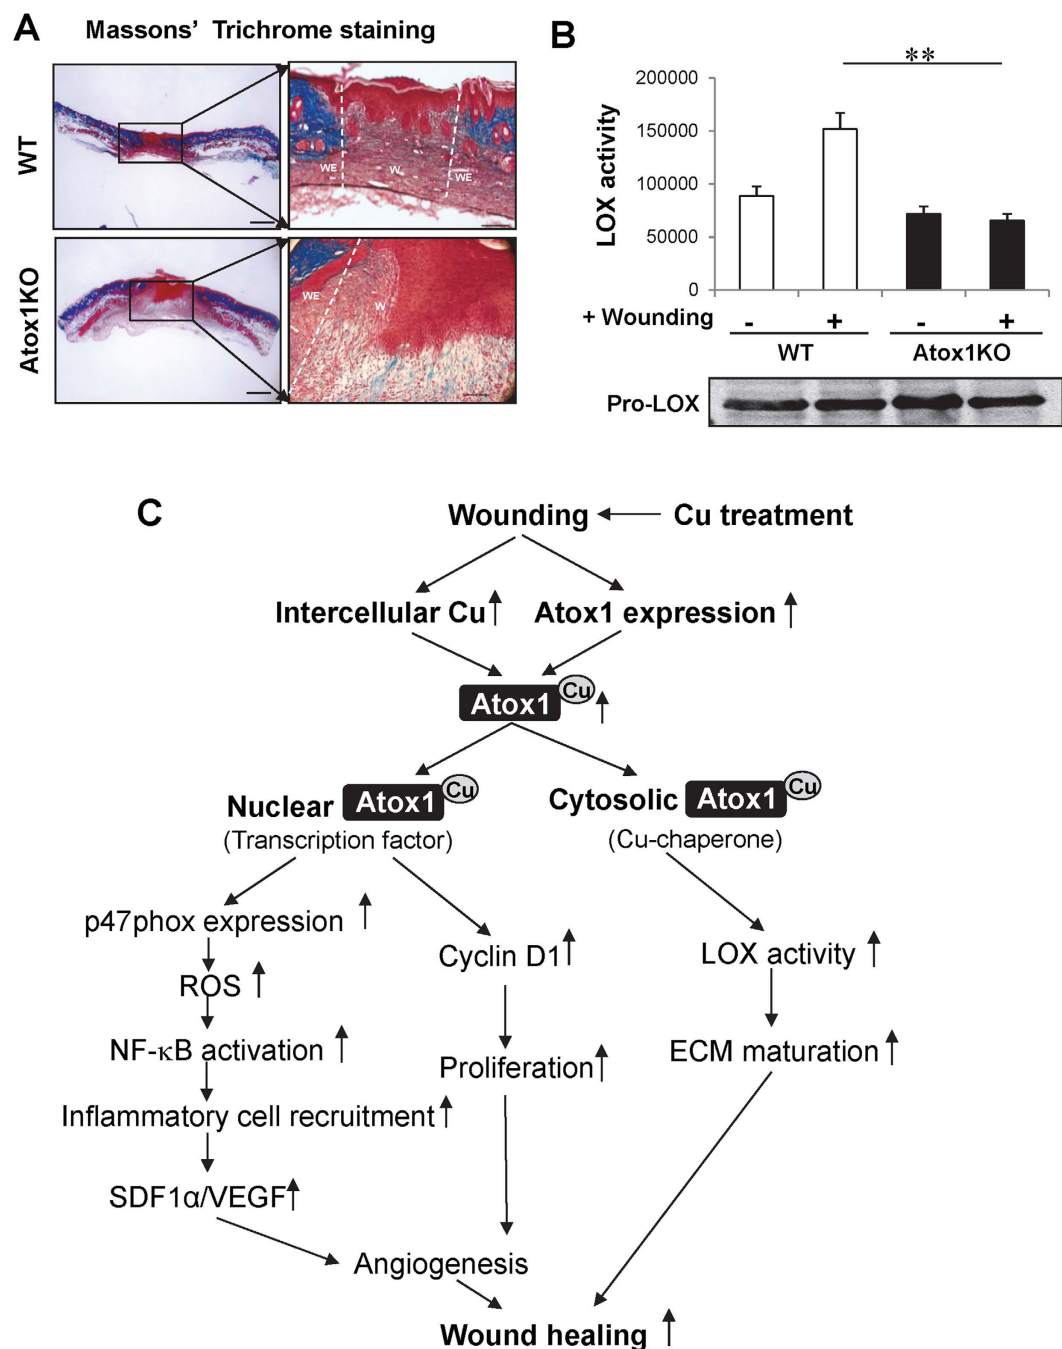 A
Massons' Trichrome staining
WT
WE
W
WE
Atox1KO
WE
W
B
**
LOX activity
200000
150000
100000
50000
0
+ Wounding
- + - +
WT Atox1KO
Pro-LOX
C
Wounding Cu treatment
Intercellular Cu Atox1 expression
Atox1 Cu
Nuclear Atox1 Cu Cytosolic Atox1 Cu
(Transcription factor) (Cu-chaperone)
p47phox expression
Cyclin D1 LOX activity
ROS
NF-κB activation ECM maturation
Proliferation
Inflammatory cell recruitment
SDF1α/VEGF
Angiogenesis
Wound healing